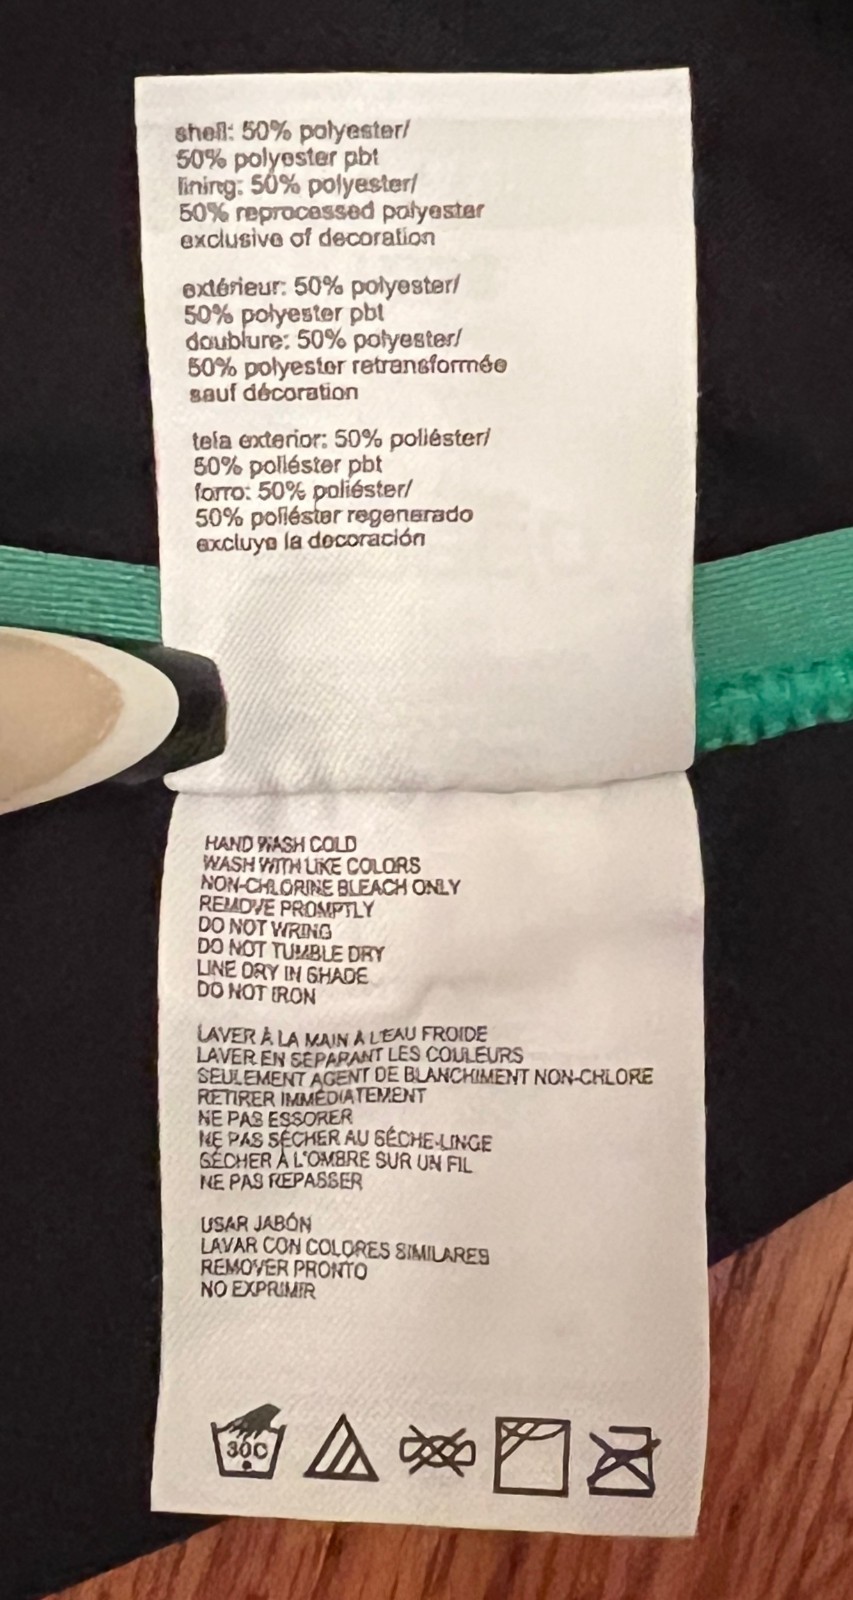 shell: 50% polyester/
50% polyester pbt
lining: 50% polyester/
50% reprocessed polyester
exclusive of decoration
extérieur: 50% polyester/
50% polyester pbt
doublure: 50% polyester/
50% polyester retransformée
sauf décoration
tela exterior: 50% poliéster/
50% poliéster pbt
forro: 50% poliéster/
50% poliéster regenerado
excluye la decoración
HAND WASH COLD
WASH WITH LIKE COLORS
NON-CHLORINE BLEACH ONLY
REMOVE PROMPTLY
DO NOT WRING
DO NOT TUMBLE DRY
LINE DRY IN SHADE
DO NOT IRON
LAVER À LA MAIN À L'EAU FROIDE
LAVER EN SÉPARANT LES COULEURS
SEULEMENT AGENT DE BLANCHIMENT NON-CHLORE
RETIRER IMMÉDIATEMENT
NE PAS ESSORER
NE PAS SÉCHER AU SÉCHE-LINGE
SÉCHER À L'OMBRE SUR UN FIL
NE PAS REPASSER
USAR JABÓN
LAVAR CON COLORES SIMILARES
REMOVER PRONTO
NO EXPRIMIR
30C